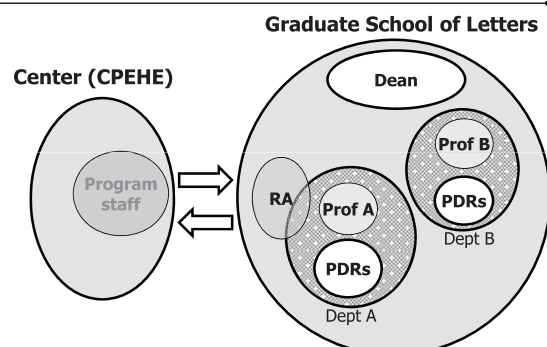 Graduate School of Letters
Center (CPEHE)
Dean
Program
staff
RA
Prof A
PDRs
Dept A
Prof B
PDRs
Dept B